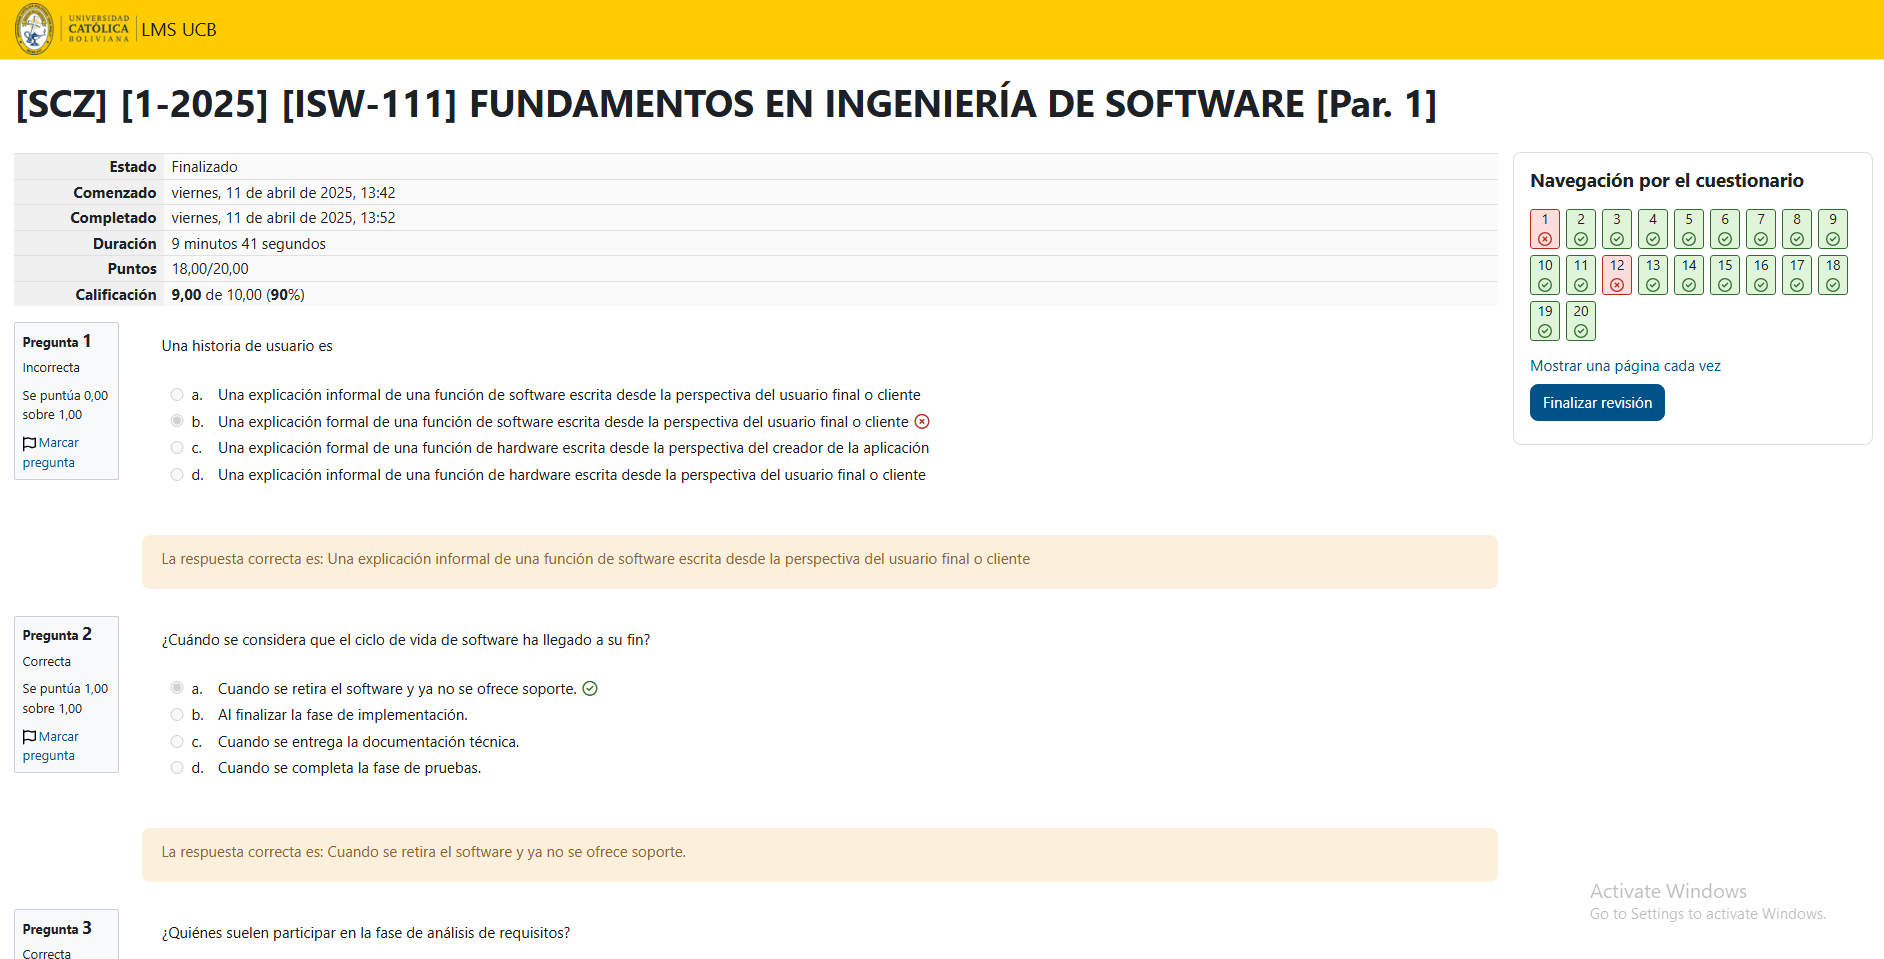 UNIVERSIDAD
CATÓLICA
BOLIVIANA
LMS UCB
[SCZ] [1-2025] [ISW-111] FUNDAMENTOS EN INGENIERÍA DE SOFTWARE [Par. 1]
Estado Finalizado
Comenzado viernes, 11 de abril de 2025, 13:42
Completado viernes, 11 de abril de 2025, 13:52
Duración 9 minutos 41 segundos
Puntos 18,00/20,00
Calificación 9,00 de 10,00 (90%)
Pregunta 1
Incorrecta
Se puntúa 0,00
sobre 1,00
Marcar
pregunta
Una historia de usuario es
a. Una explicación informal de una función de software escrita desde la perspectiva del usuario final o cliente
b. Una explicación formal de una función de software escrita desde la perspectiva del usuario final o cliente
c. Una explicación formal de una función de hardware escrita desde la perspectiva del creador de la aplicación
d. Una explicación informal de una función de hardware escrita desde la perspectiva del usuario final o cliente
La respuesta correcta es: Una explicación informal de una función de software escrita desde la perspectiva del usuario final o cliente
Pregunta 2
Correcta
Se puntúa 1,00
sobre 1,00
Marcar
pregunta
¿Cuándo se considera que el ciclo de vida de software ha llegado a su fin?
a. Cuando se retira el software y ya no se ofrece soporte.
b. Al finalizar la fase de implementación.
c. Cuando se entrega la documentación técnica.
d. Cuando se completa la fase de pruebas.
La respuesta correcta es: Cuando se retira el software y ya no se ofrece soporte.
Pregunta 3
Correcta
¿Quiénes suelen participar en la fase de análisis de requisitos?
Navegación por el cuestionario
1 2 3 4 5 6 7 8 9
10 11 12 13 14 15 16 17 18
19 20
Mostrar una página cada vez
Finalizar revisión
Activate Windows
Go to Settings to activate Windows.